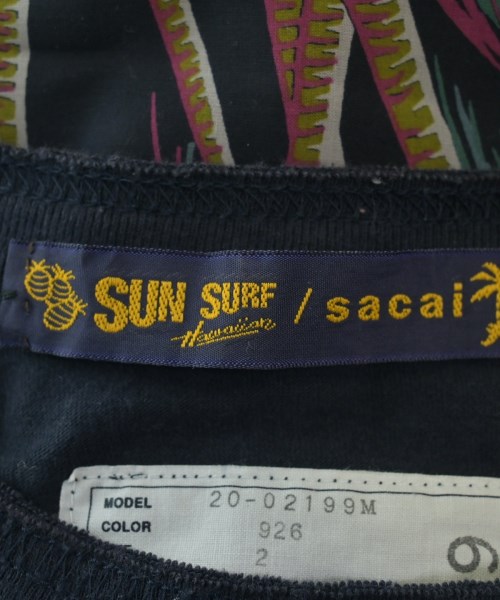 SUN SURF Hawaiian / sacai
MODEL 20-02199M
COLOR 926
2